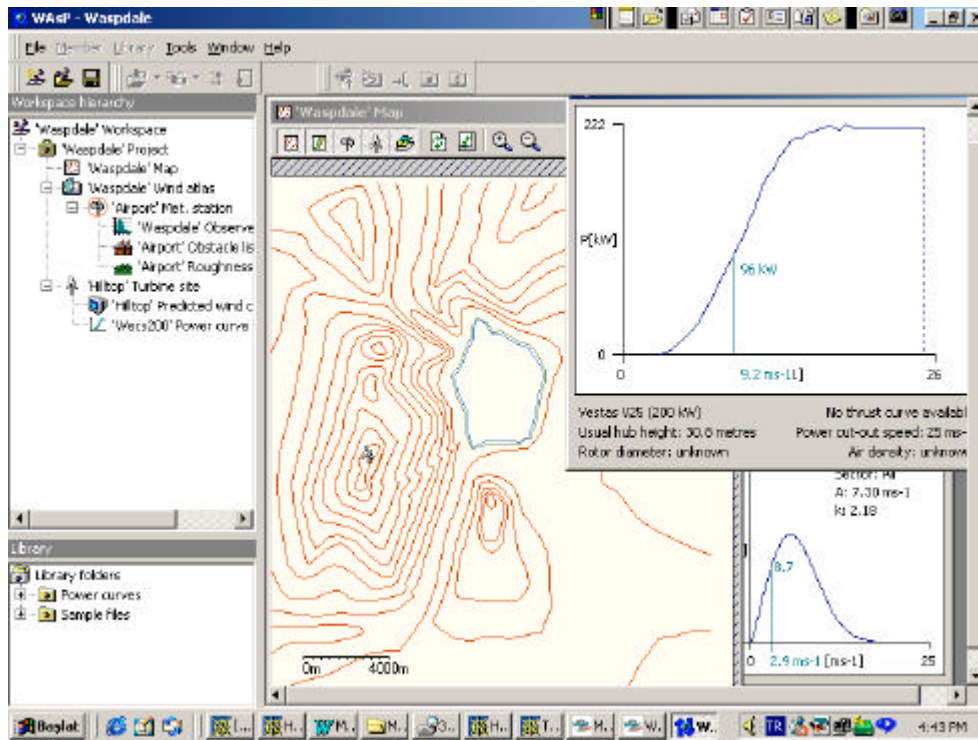 WAsP - Waspdale
File Member Library Tools Window Help
Workspace hierarchy
'Waspdale' Workspace
'Waspdale' Project
'Waspdale' Map
'Waspdale' Wind atlas
'Airport' Met. station
'Waspdale' Observe
'Airport' Obstacle lis
'Airport' Roughness
'Hilltop' Turbine site
'Hilltop' Predicted wind c
'Wecs200' Power curve
Library
Library folders
Power curves
Sample files
'Waspdale' Map
0m 4000m
222
P[kW]
96 kW
0
0 9.2 ms-1 26
Vestas V25 (200 kW) No thrust curve availabl
Usual hub height: 30.6 metres Power cut-out speed: 25 ms-
Rotor diameter: unknown Air density: unknow
Sector: All
A: 7.30 ms-1
k: 2.18
8.7
0 2.9 ms-1 [ms-1] 25
Başlat I... H... M... M... 3... H... T... M... W... W.. TR 4:43 PM